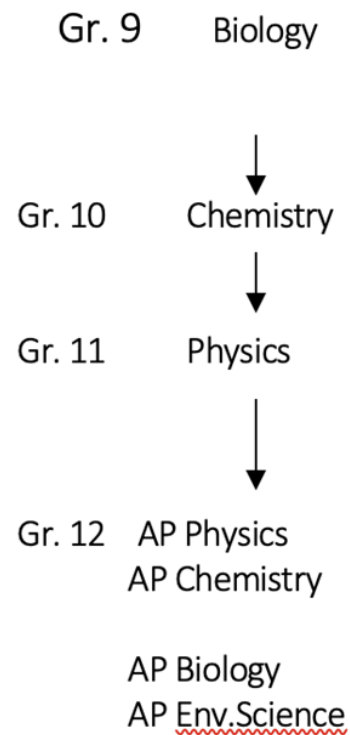 Gr. 9 Biology
Gr. 10 Chemistry
Gr. 11 Physics
Gr. 12 AP Physics
AP Chemistry
AP Biology
AP Env.Science